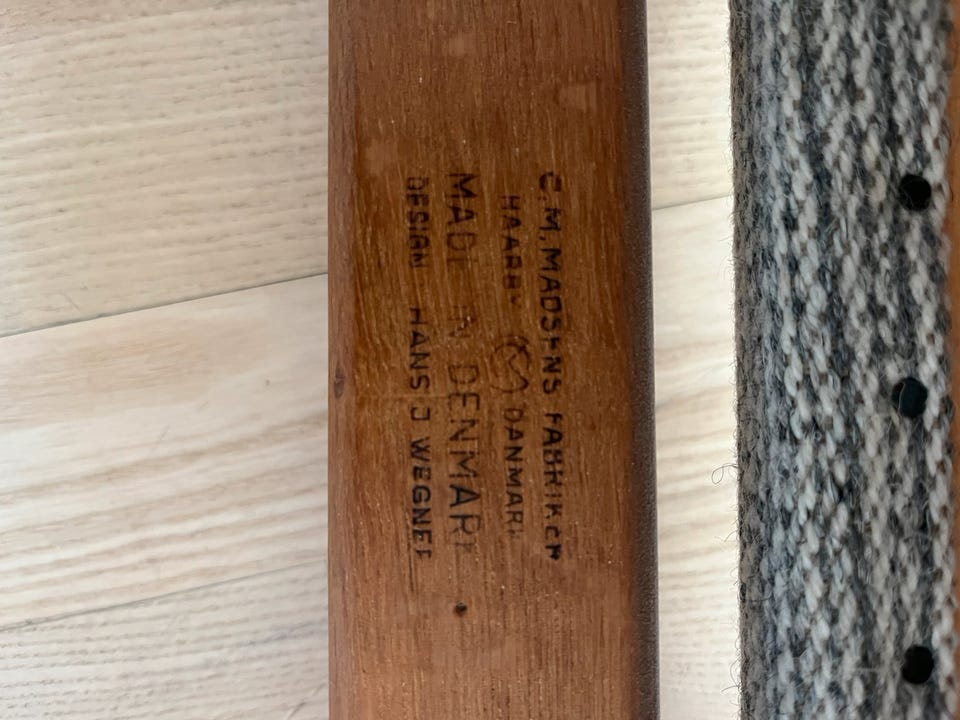 C. M. MADSENS FABRIKER
HAARBY DANMARK
MADE IN DENMARK
DESIGN HANS J WEGNER